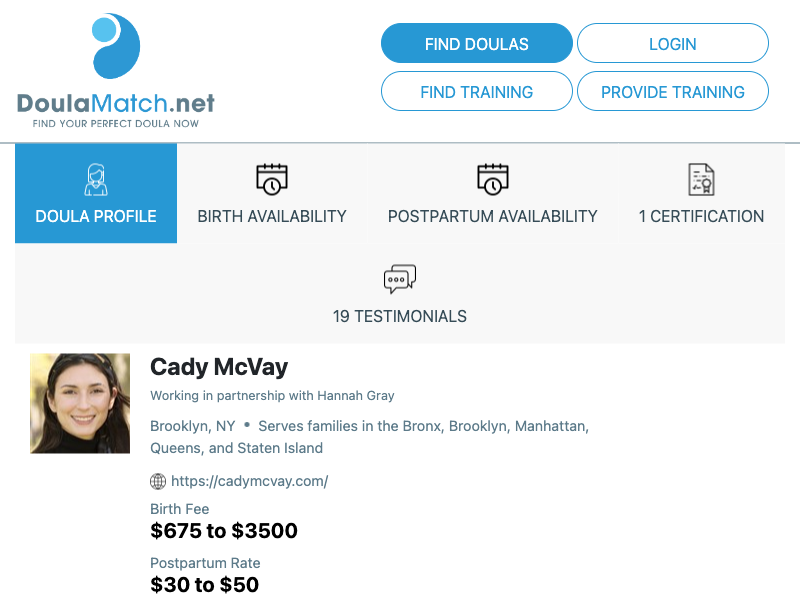 DoulaMatch.net
FIND YOUR PERFECT DOULA NOW
FIND DOULAS
LOGIN
FIND TRAINING
PROVIDE TRAINING
DOULA PROFILE
BIRTH AVAILABILITY
POSTPARTUM AVAILABILITY
1 CERTIFICATION
19 TESTIMONIALS
Cady McVay
Working in partnership with Hannah Gray
Brooklyn, NY • Serves families in the Bronx, Brooklyn, Manhattan,
Queens, and Staten Island
https://cadymcvay.com/
Birth Fee
$675 to $3500
Postpartum Rate
$30 to $50